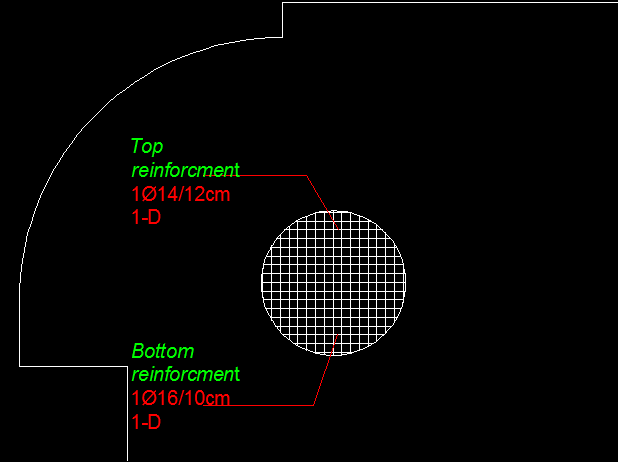 Top
reinforcment
1Ø14/12cm
1-D
Bottom
reinforcment
1Ø16/10cm
1-D